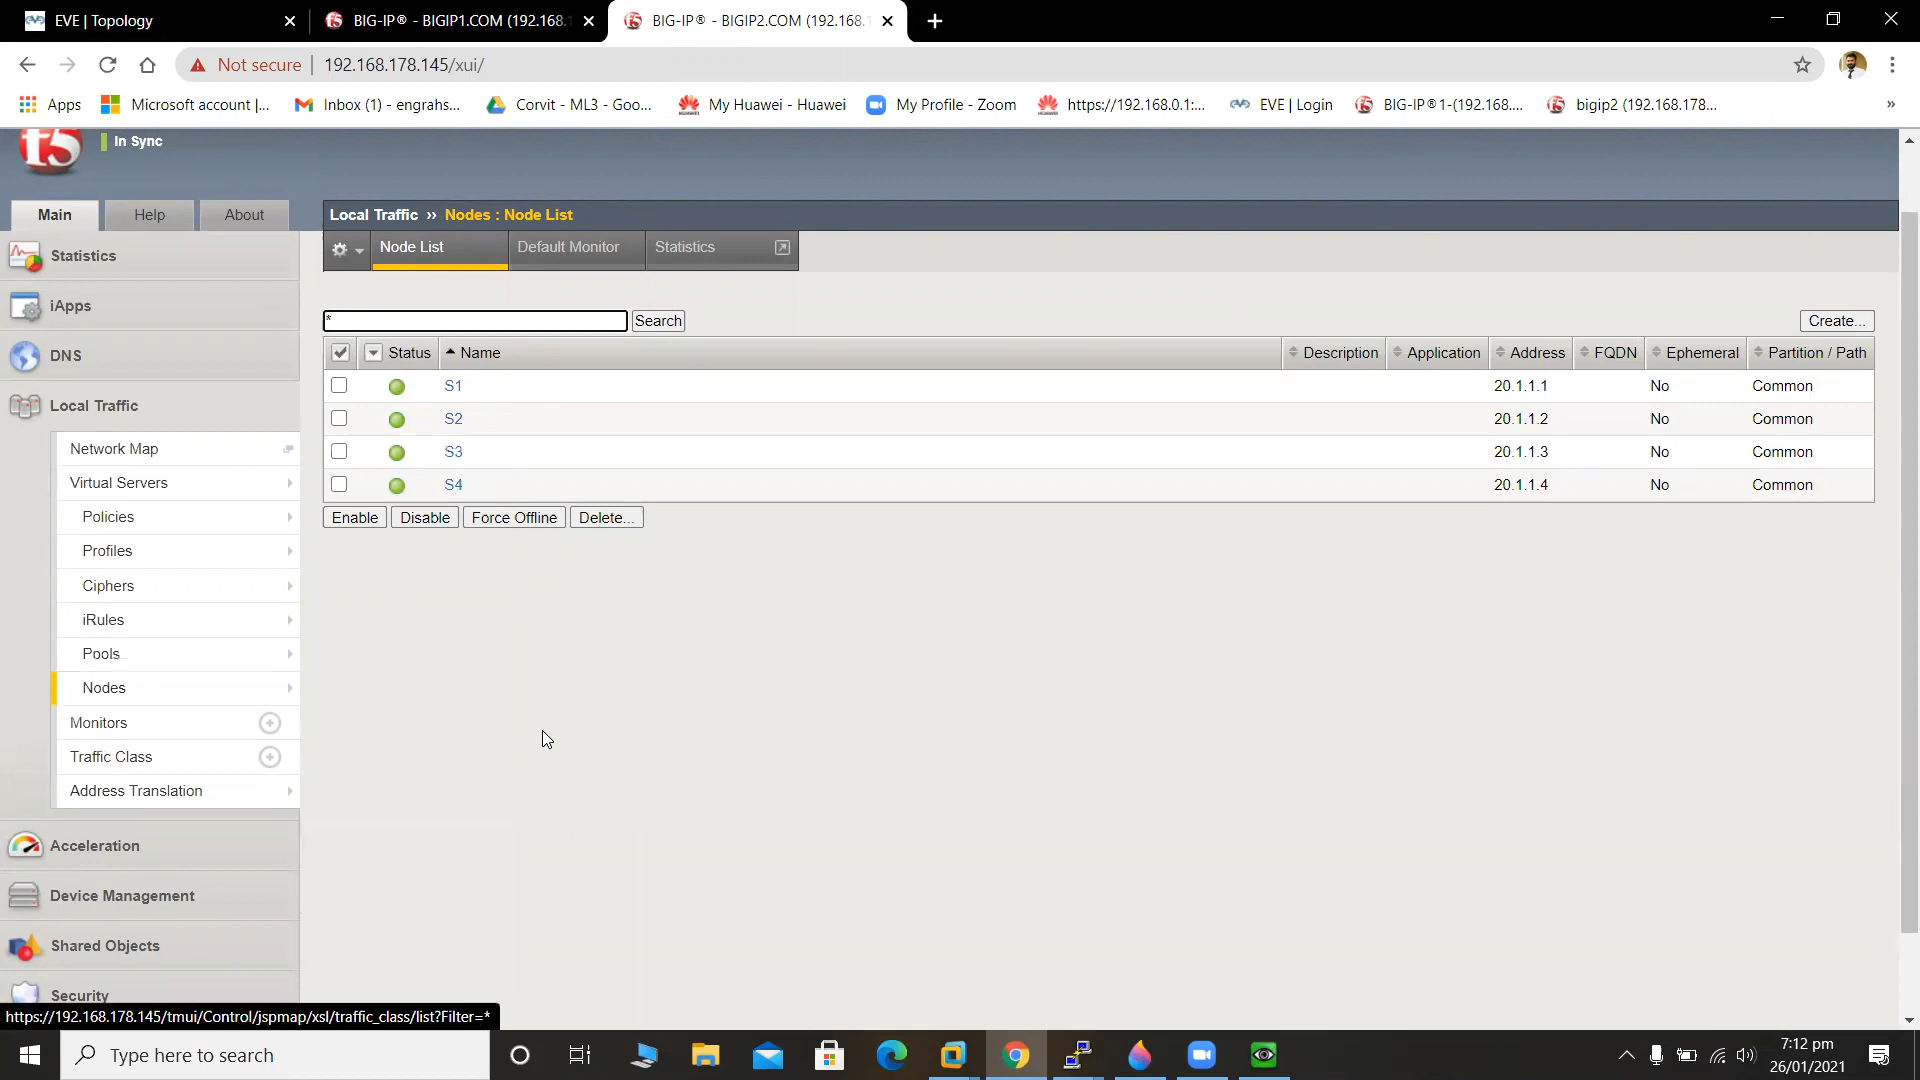 EVE | Topology
BIG-IP® - BIGIP1.COM (192.168.
BIG-IP® - BIGIP2.COM (192.168.1
Not secure
192.168.178.145/xui/
Apps
Microsoft account |...
Inbox (1) - engrahs...
Corvit - ML3 - Goo...
My Huawei - Huawei
My Profile - Zoom
https://192.168.0.1:...
EVE | Login
BIG-IP®1-(192.168....
bigip2 (192.168.178...
»
f5
In Sync
Main
Help
About
Local Traffic ›› Nodes : Node List
Statistics
iApps
DNS
Local Traffic
Network Map
Virtual Servers
Policies
Profiles
Ciphers
iRules
Pools
Nodes
Monitors
Traffic Class
Address Translation
Acceleration
Device Management
Shared Objects
Security
Node List
Default Monitor
Statistics
*
Search
Create...
Status Name Description Application Address FQDN Ephemeral Partition / Path
S1 20.1.1.1 No Common
S2 20.1.1.2 No Common
S3 20.1.1.3 No Common
S4 20.1.1.4 No Common
Enable
Disable
Force Offline
Delete...
https://192.168.178.145/tmui/Control/jspmap/xsl/traffic_class/list?Filter=*
Type here to search
7:12 pm
26/01/2021